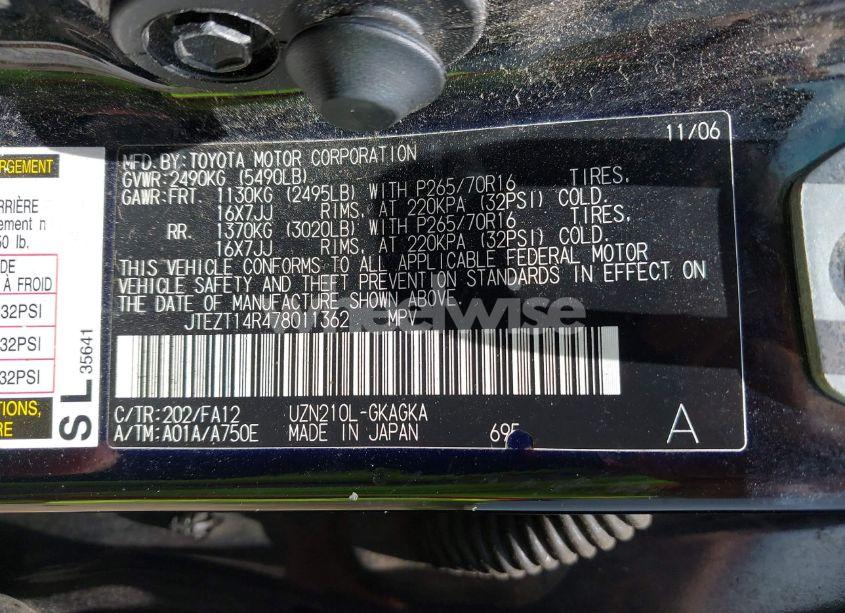 11/06
MFD.BY:TOYOTA MOTOR CORPORATION
GVWR:2490KG (5490LB)
GAWR:FRT. 1130KG (2495LB) WITH P265/70R16 TIRES,
16X7JJ RIMS, AT 220KPA (32PSI) COLD.
RR. 1370KG (3020LB) WITH P265/70R16 TIRES,
16X7JJ RIMS, AT 220KPA (32PSI) COLD.
THIS VEHICLE CONFORMS TO ALL APPLICABLE FEDERAL MOTOR
VEHICLE SAFETY AND THEFT PREVENTION STANDARDS IN EFFECT ON
THE DATE OF MANUFACTURE SHOWN ABOVE.
JTEZT14R478011362 MPV
C/TR:202/FA12 UZN210L-GKAGKA
A/TM:A01A/A750E MADE IN JAPAN 695 A
ARGEMENT
ARRIÈRE
ement n
50 lb.
DE
À FROID
32PSI
32PSI
32PSI
TIONS,
RE
SL 35641